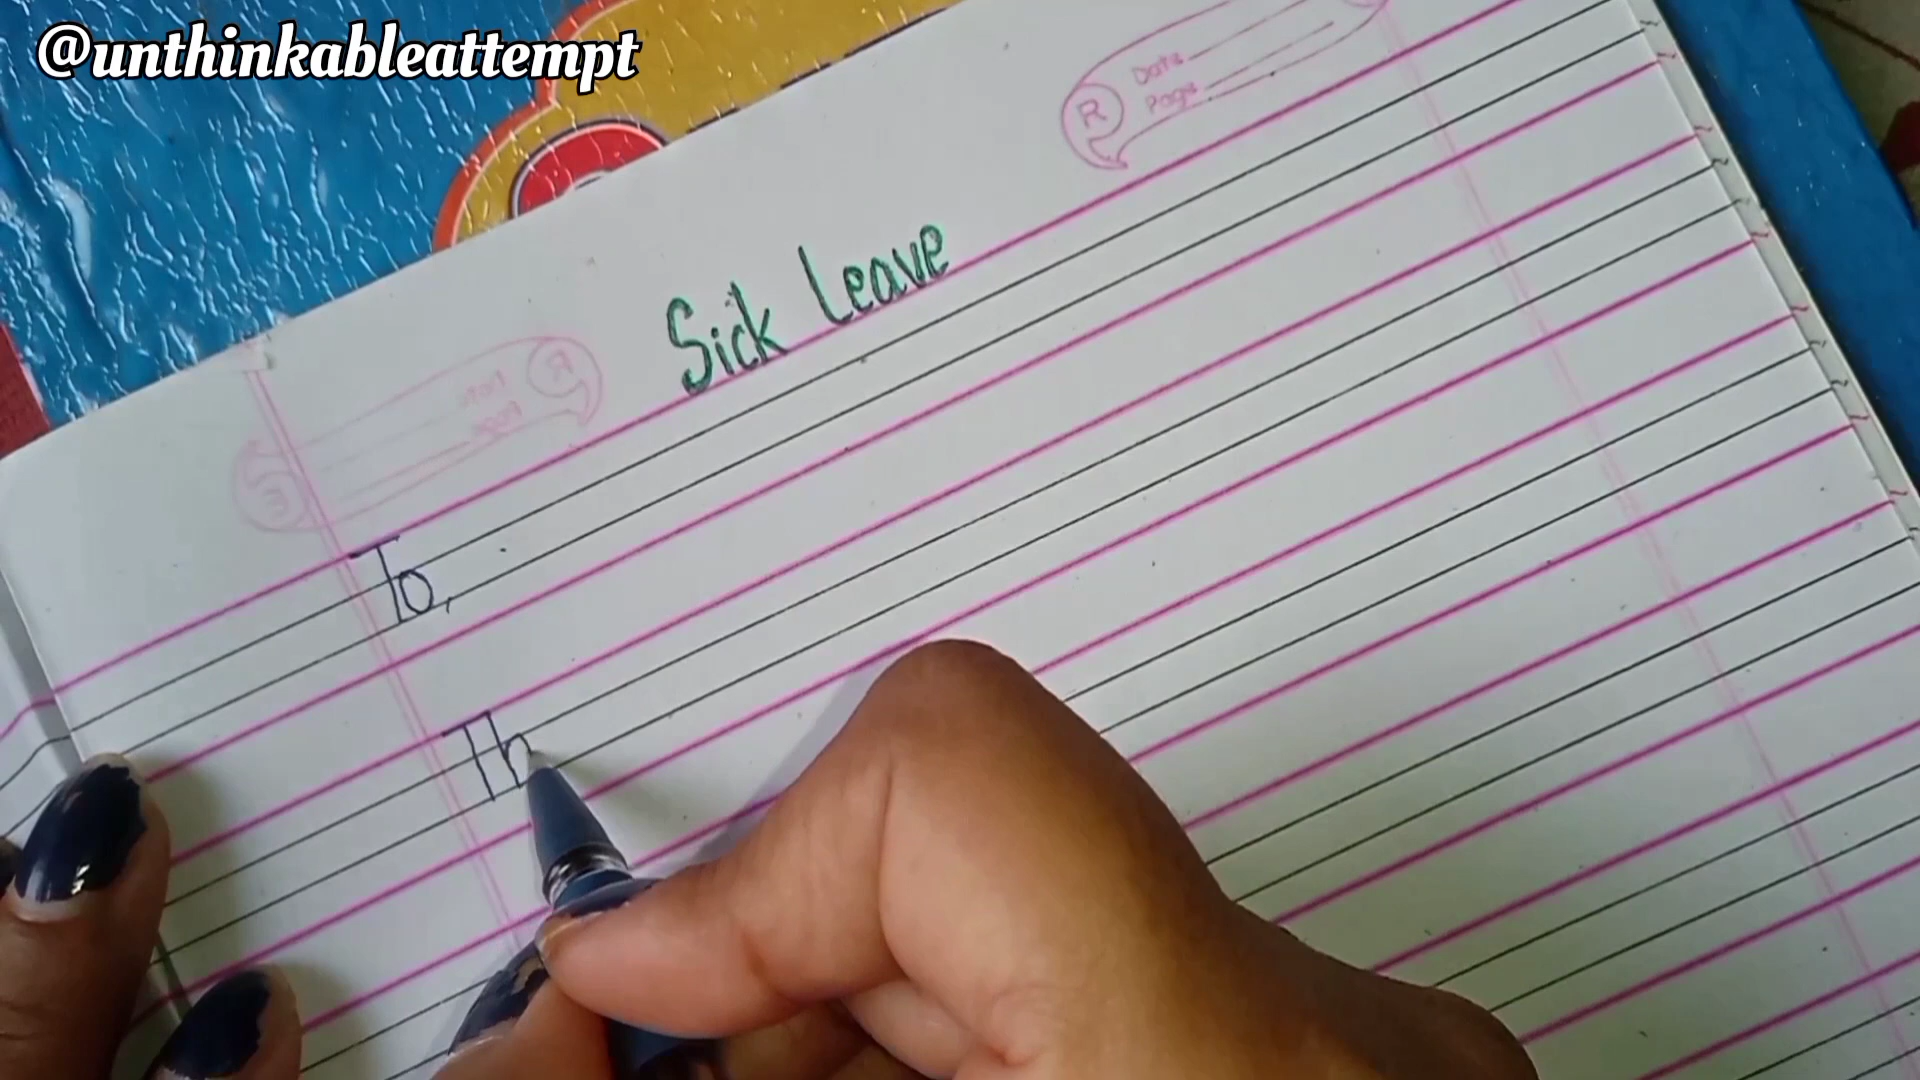 @unthinkableattempt
R Date
Page
Sick Leave
To,
Th